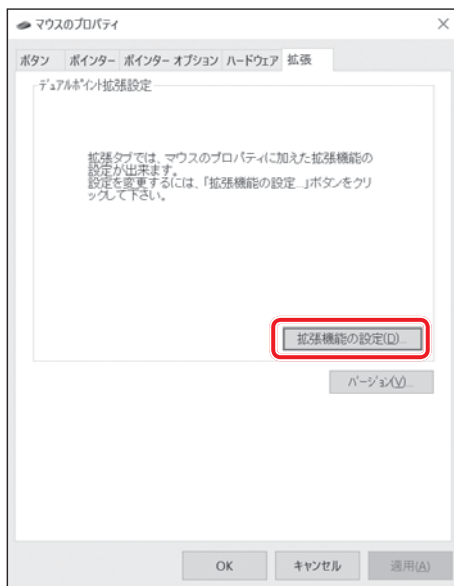 マウスのプロパティ
ボタン ポインター ポインター オプション ハードウェア 拡張
デュアルポイント拡張設定
拡張タブでは、マウスのプロパティに加えた拡張機能の
設定が出来ます。
設定を変更するには、「拡張機能の設定...」ボタンをクリ
ックして下さい。
拡張機能の設定(D)...
バージョン(V)...
OK キャンセル 適用(A)